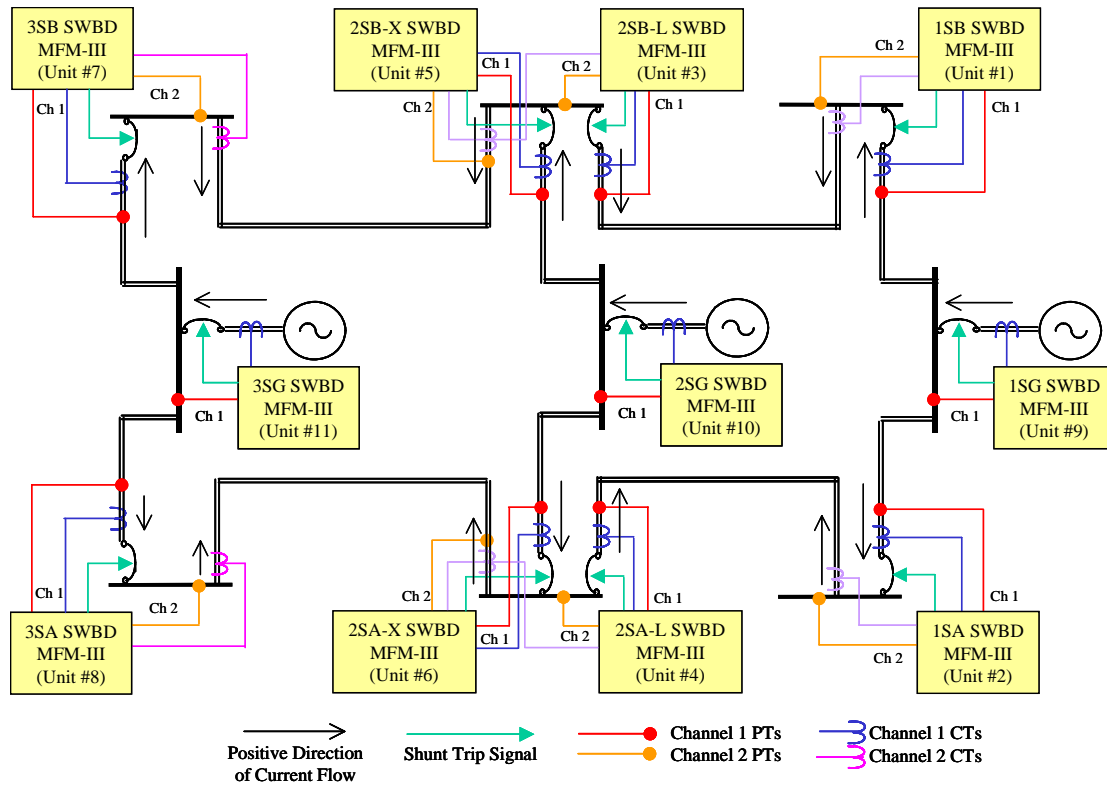 3SB SWBD
MFM-III
(Unit #7)
Ch 1
Ch 2
2SB-X SWBD
MFM-III
(Unit #5)
Ch 1
Ch 2
2SB-L SWBD
MFM-III
(Unit #3)
Ch 2
Ch 1
1SB SWBD
MFM-III
(Unit #1)
Ch 2
Ch 1
3SG SWBD
MFM-III
(Unit #11)
Ch 1
2SG SWBD
MFM-III
(Unit #10)
Ch 1
1SG SWBD
MFM-III
(Unit #9)
Ch 1
3SA SWBD
MFM-III
(Unit #8)
Ch 1
Ch 2
2SA-X SWBD
MFM-III
(Unit #6)
Ch 2
Ch 1
2SA-L SWBD
MFM-III
(Unit #4)
Ch 2
Ch 1
1SA SWBD
MFM-III
(Unit #2)
Ch 1
Ch 2
Positive Direction
of Current Flow
Shunt Trip Signal
Channel 1 PTs
Channel 2 PTs
Channel 1 CTs
Channel 2 CTs